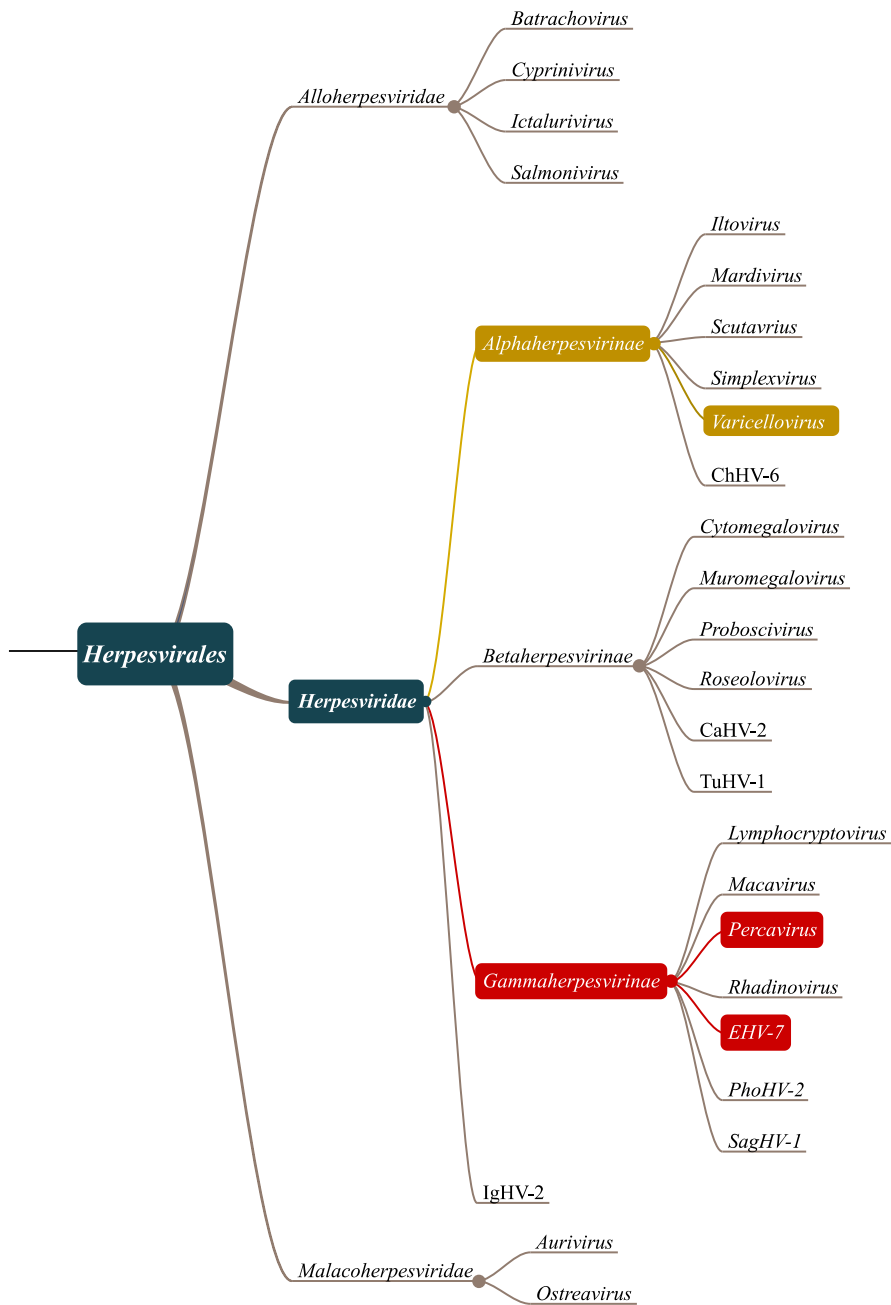 Batrachovirus
Cyprinivirus
Alloherpesviridae
Ictalurivirus
Salmonivirus
Iltovirus
Mardivirus
Scutavrius
Alphaherpesvirinae
Simplexvirus
Varicellovirus
ChHV-6
Cytomegalovirus
Muromegalovirus
Proboscivirus
Herpesvirales
Betaherpesvirinae
Roseolovirus
Herpesviridae
CaHV-2
TuHV-1
Lymphocryptovirus
Macavirus
Percavirus
Gammaherpesvirinae
Rhadinovirus
EHV-7
PhoHV-2
SagHV-1
IgHV-2
Aurivirus
Malacoherpesviridae
Ostreavirus